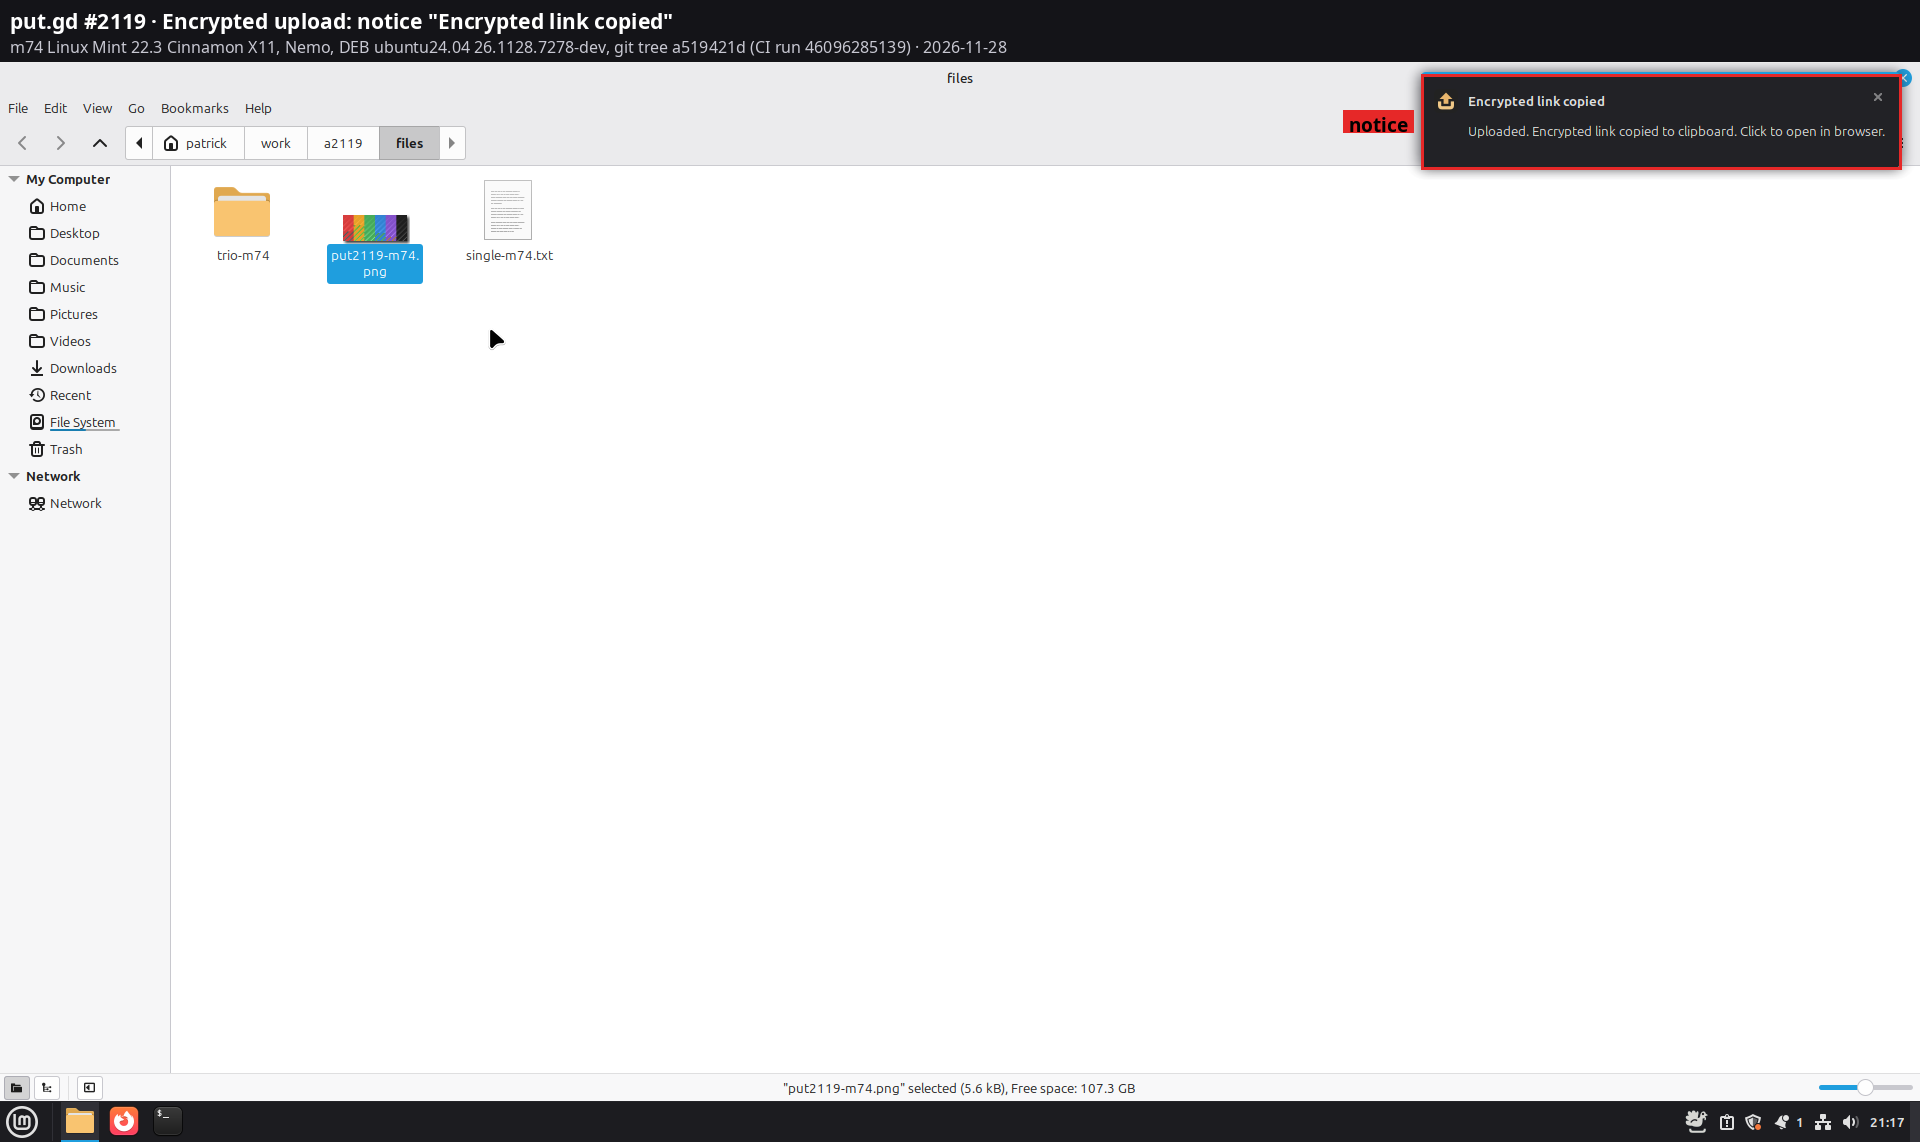 put.gd #2119 · Encrypted upload: notice "Encrypted link copied"
m74 Linux Mint 22.3 Cinnamon X11, Nemo, DEB ubuntu24.04 26.1128.7278-dev, git tree a519421d (CI run 46096285139) · 2026-11-28
files
File Edit View Go Bookmarks Help
notice
Encrypted link copied
Uploaded. Encrypted link copied to clipboard. Click to open in browser.
patrick work a2119 files
My Computer
Home
Desktop
Documents
Music
Pictures
Videos
Downloads
Recent
File System
Trash
Network
Network
trio-m74
put2119-m74.
png
single-m74.txt
"put2119-m74.png" selected (5.6 kB), Free space: 107.3 GB
1
21:17